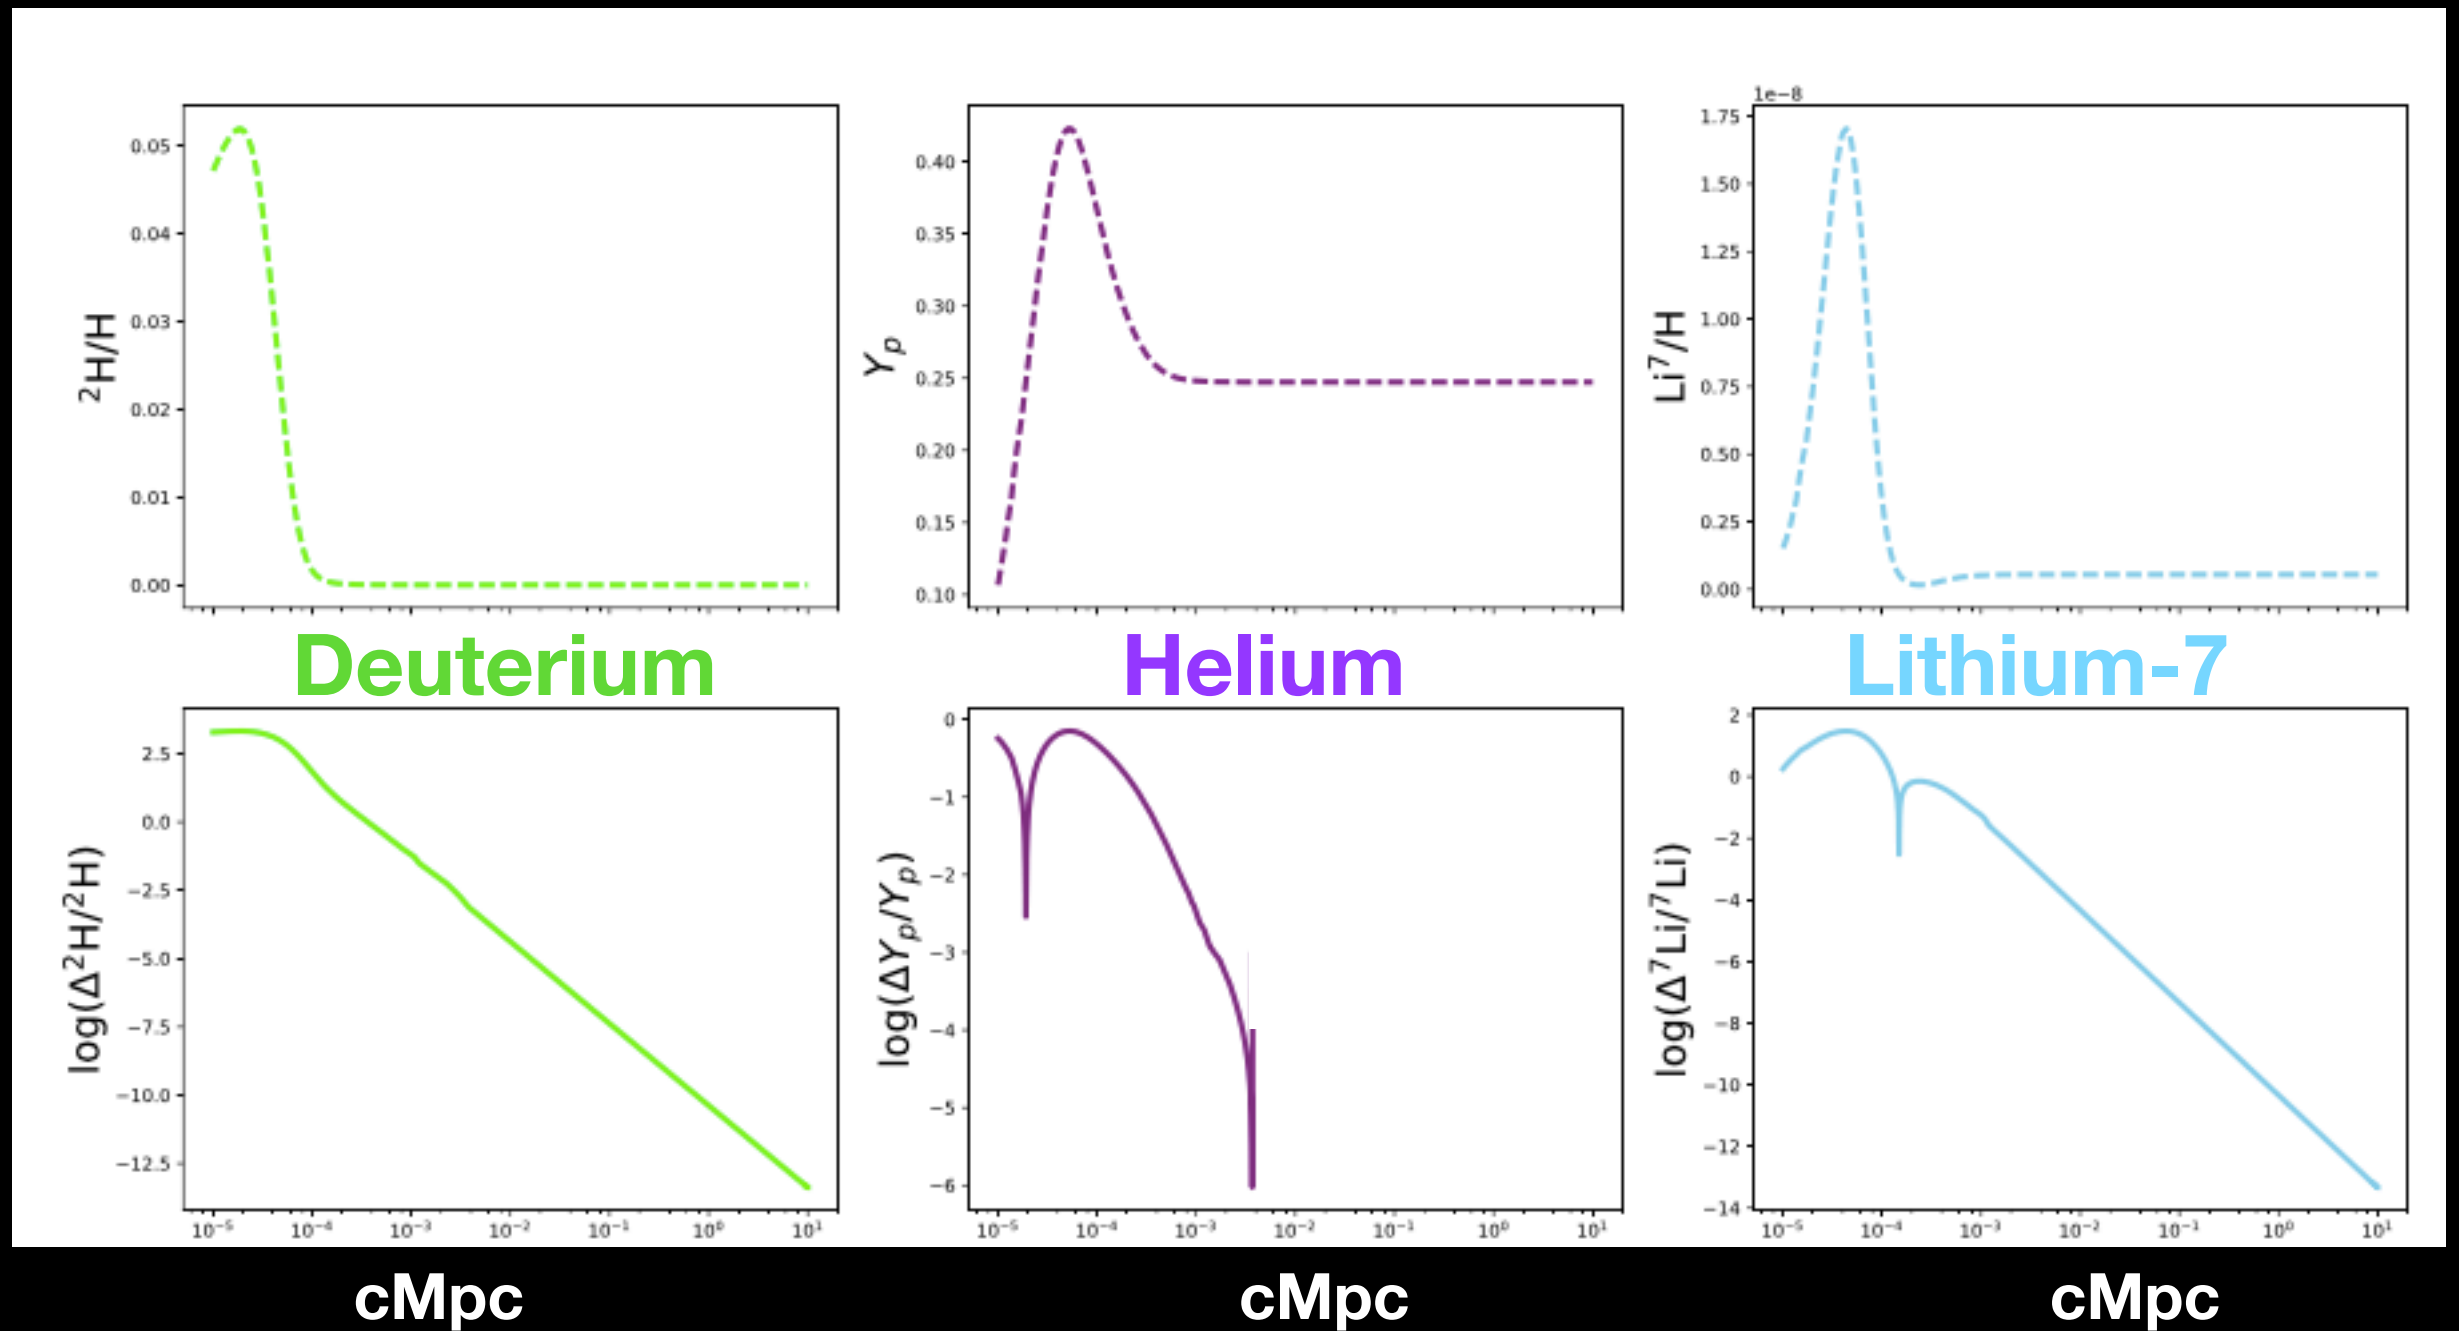 1e−8
0.05
0.04
0.03
0.02
0.01
0.00
²H/H
0.40
0.35
0.30
0.25
0.20
0.15
0.10
Yₚ
1.75
1.50
1.25
1.00
0.75
0.50
0.25
0.00
Li⁷/H
Deuterium
Helium
Lithium-7
2.5
0.0
−2.5
−5.0
−7.5
−10.0
−12.5
log(Δ²H/²H)
10⁻⁵ 10⁻⁴ 10⁻³ 10⁻² 10⁻¹ 10⁰ 10¹
0
−1
−2
−3
−4
−5
−6
log(ΔYₚ/Yₚ)
10⁻⁵ 10⁻⁴ 10⁻³ 10⁻² 10⁻¹ 10⁰ 10¹
2
0
−2
−4
−6
−8
−10
−12
−14
log(Δ⁷Li/⁷Li)
10⁻⁵ 10⁻⁴ 10⁻³ 10⁻² 10⁻¹ 10⁰ 10¹
cMpc
cMpc
cMpc